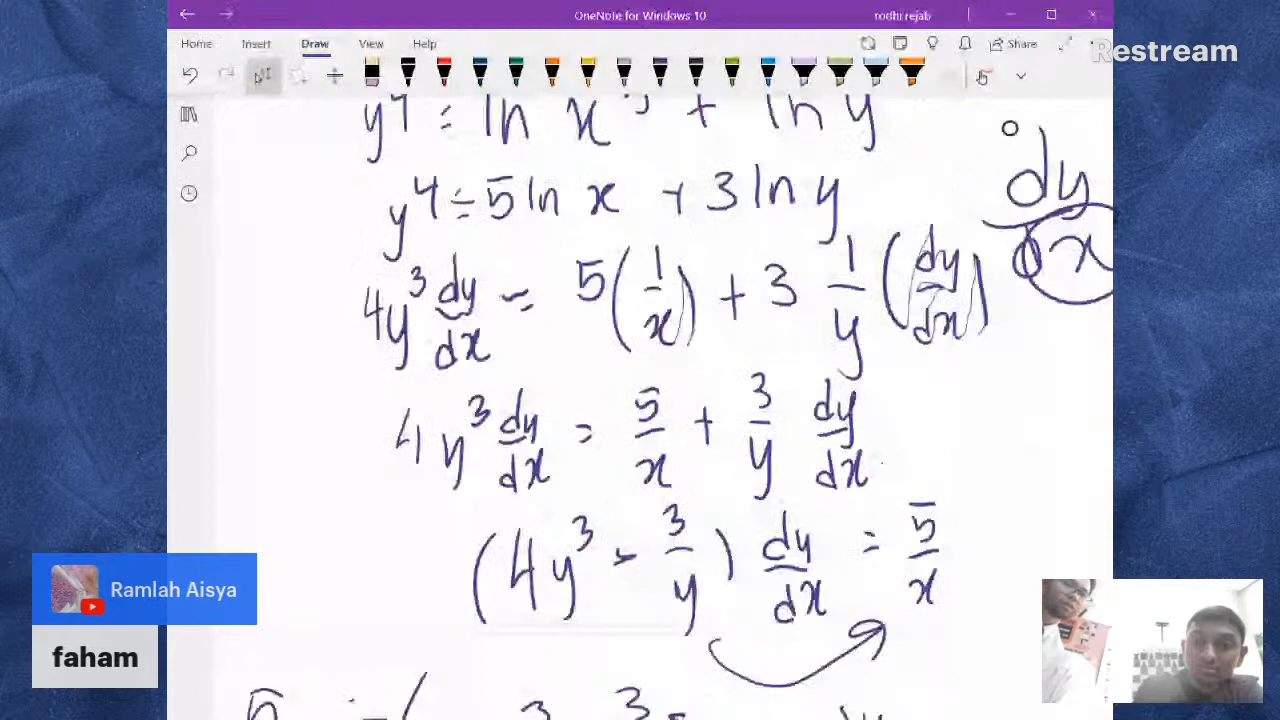 OneNote for Windows 10
rodhi rejab
Home Insert Draw View Help
Share
Restream
y⁴ = ln x⁵ + ln y
y⁴ = 5 ln x + 3 ln y
dy/dx
4y³ dy/dx = 5(1/x) + 3 1/y (dy/dx)
4y³ dy/dx = 5/x + 3/y dy/dx
(4y³ - 3/y) dy/dx = 5/x
Ramlah Aisya
faham